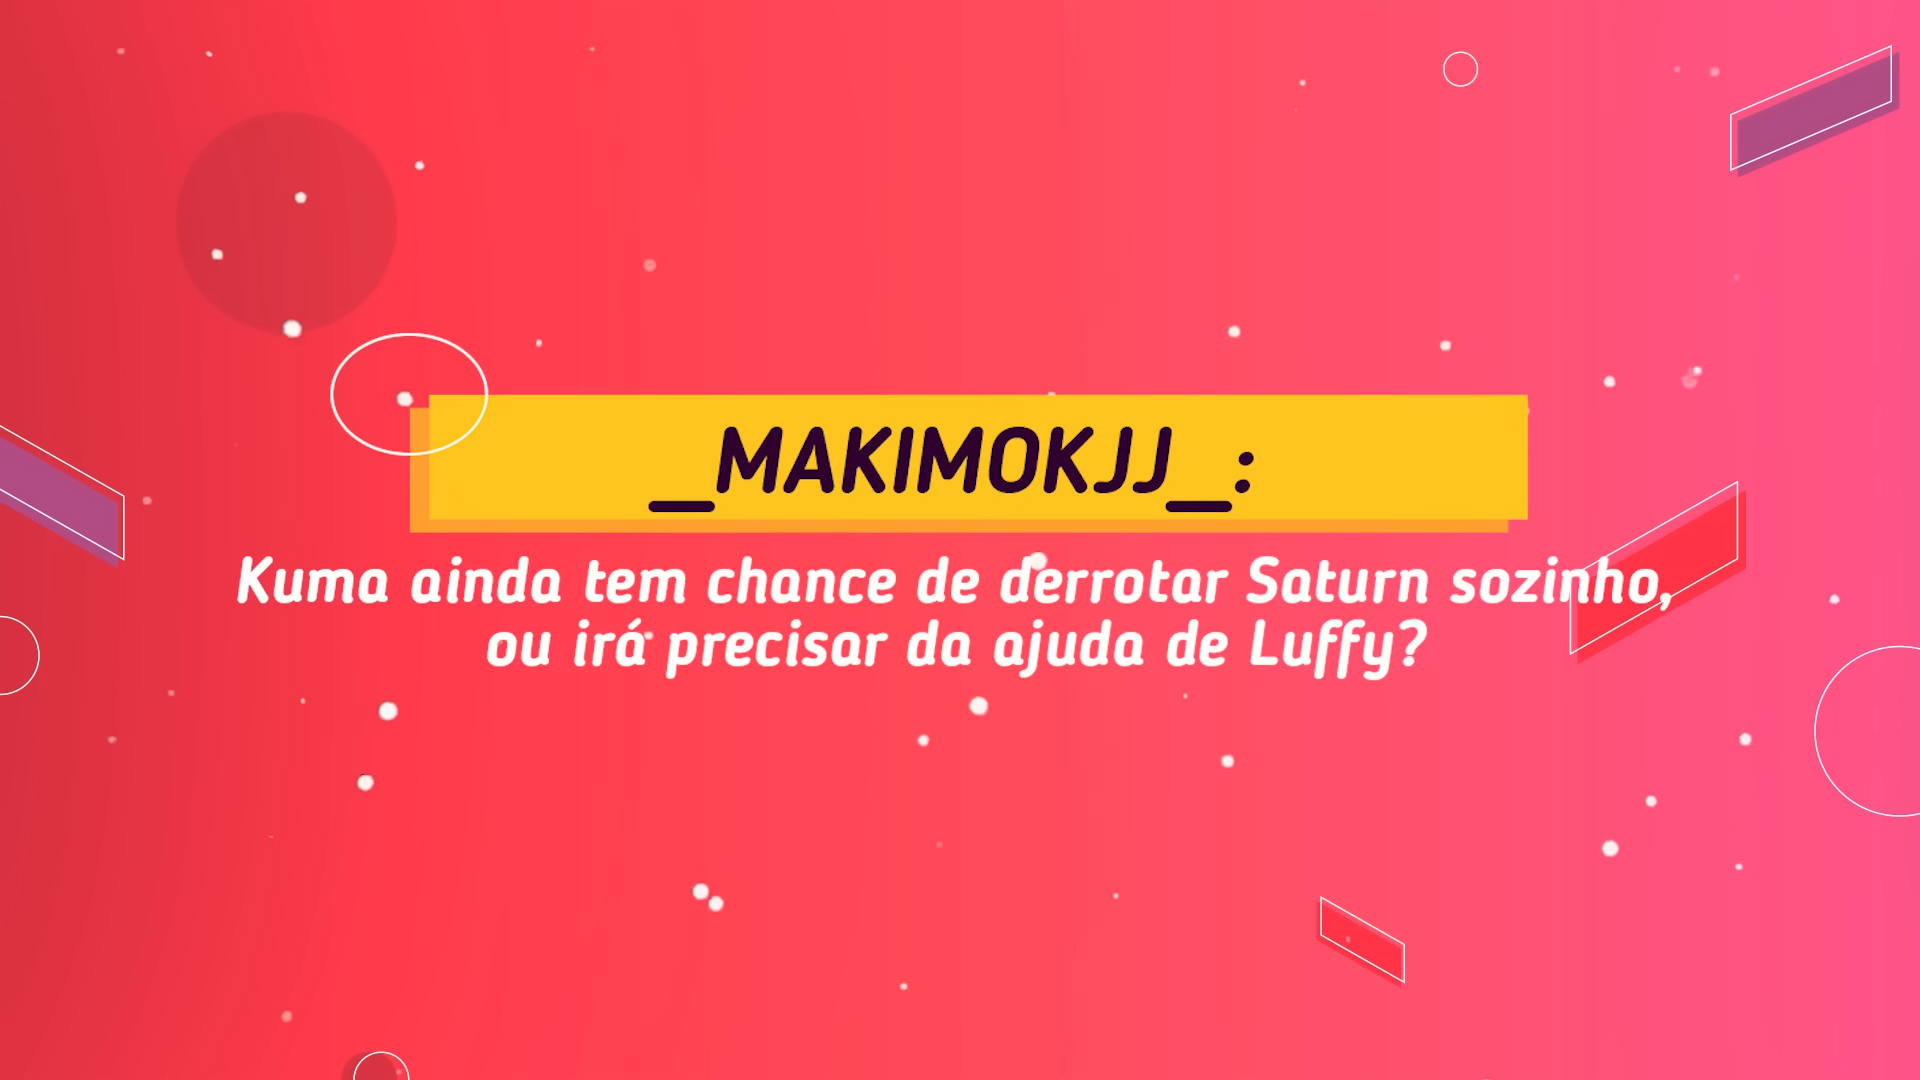 _MAKIMOKJJ_:
Kuma ainda tem chance de derrotar Saturn sozinho,
ou irá precisar da ajuda de Luffy?